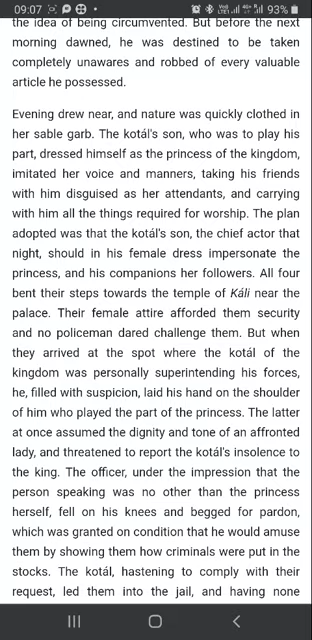 09:07
93%
the idea of being circumvented. But before the next
morning dawned, he was destined to be taken
completely unawares and robbed of every valuable
article he possessed.
Evening drew near, and nature was quickly clothed in
her sable garb. The kotál's son, who was to play his
part, dressed himself as the princess of the kingdom,
imitated her voice and manners, taking his friends
with him disguised as her attendants, and carrying
with him all the things required for worship. The plan
adopted was that the kotál's son, the chief actor that
night, should in his female dress impersonate the
princess, and his companions her followers. All four
bent their steps towards the temple of Káli near the
palace. Their female attire afforded them security
and no policeman dared challenge them. But when
they arrived at the spot where the kotál of the
kingdom was personally superintending his forces,
he, filled with suspicion, laid his hand on the shoulder
of him who played the part of the princess. The latter
at once assumed the dignity and tone of an affronted
lady, and threatened to report the kotál's insolence to
the king. The officer, under the impression that the
person speaking was no other than the princess
herself, fell on his knees and begged for pardon,
which was granted on condition that he would amuse
them by showing them how criminals were put in the
stocks. The kotál, hastening to comply with their
request, led them into the jail, and having none